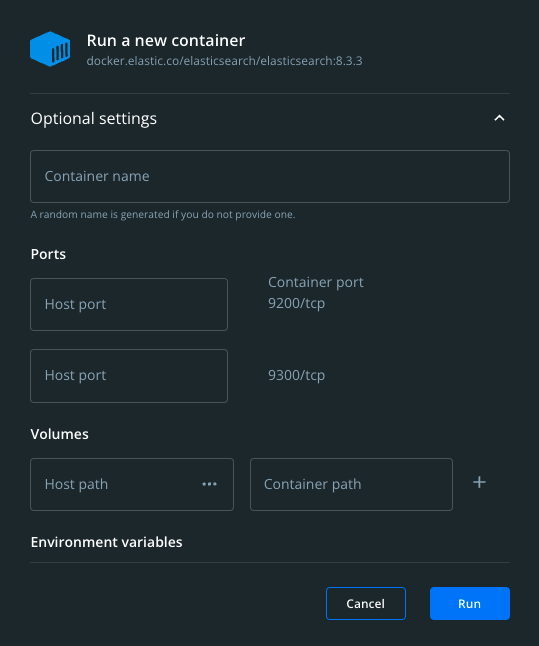 Run a new container
docker.elastic.co/elasticsearch/elasticsearch:8.3.3
Optional settings
Container name
A random name is generated if you do not provide one.
Ports
Host port
Container port
9200/tcp
Host port
9300/tcp
Volumes
Host path
Container path
Environment variables
Cancel
Run